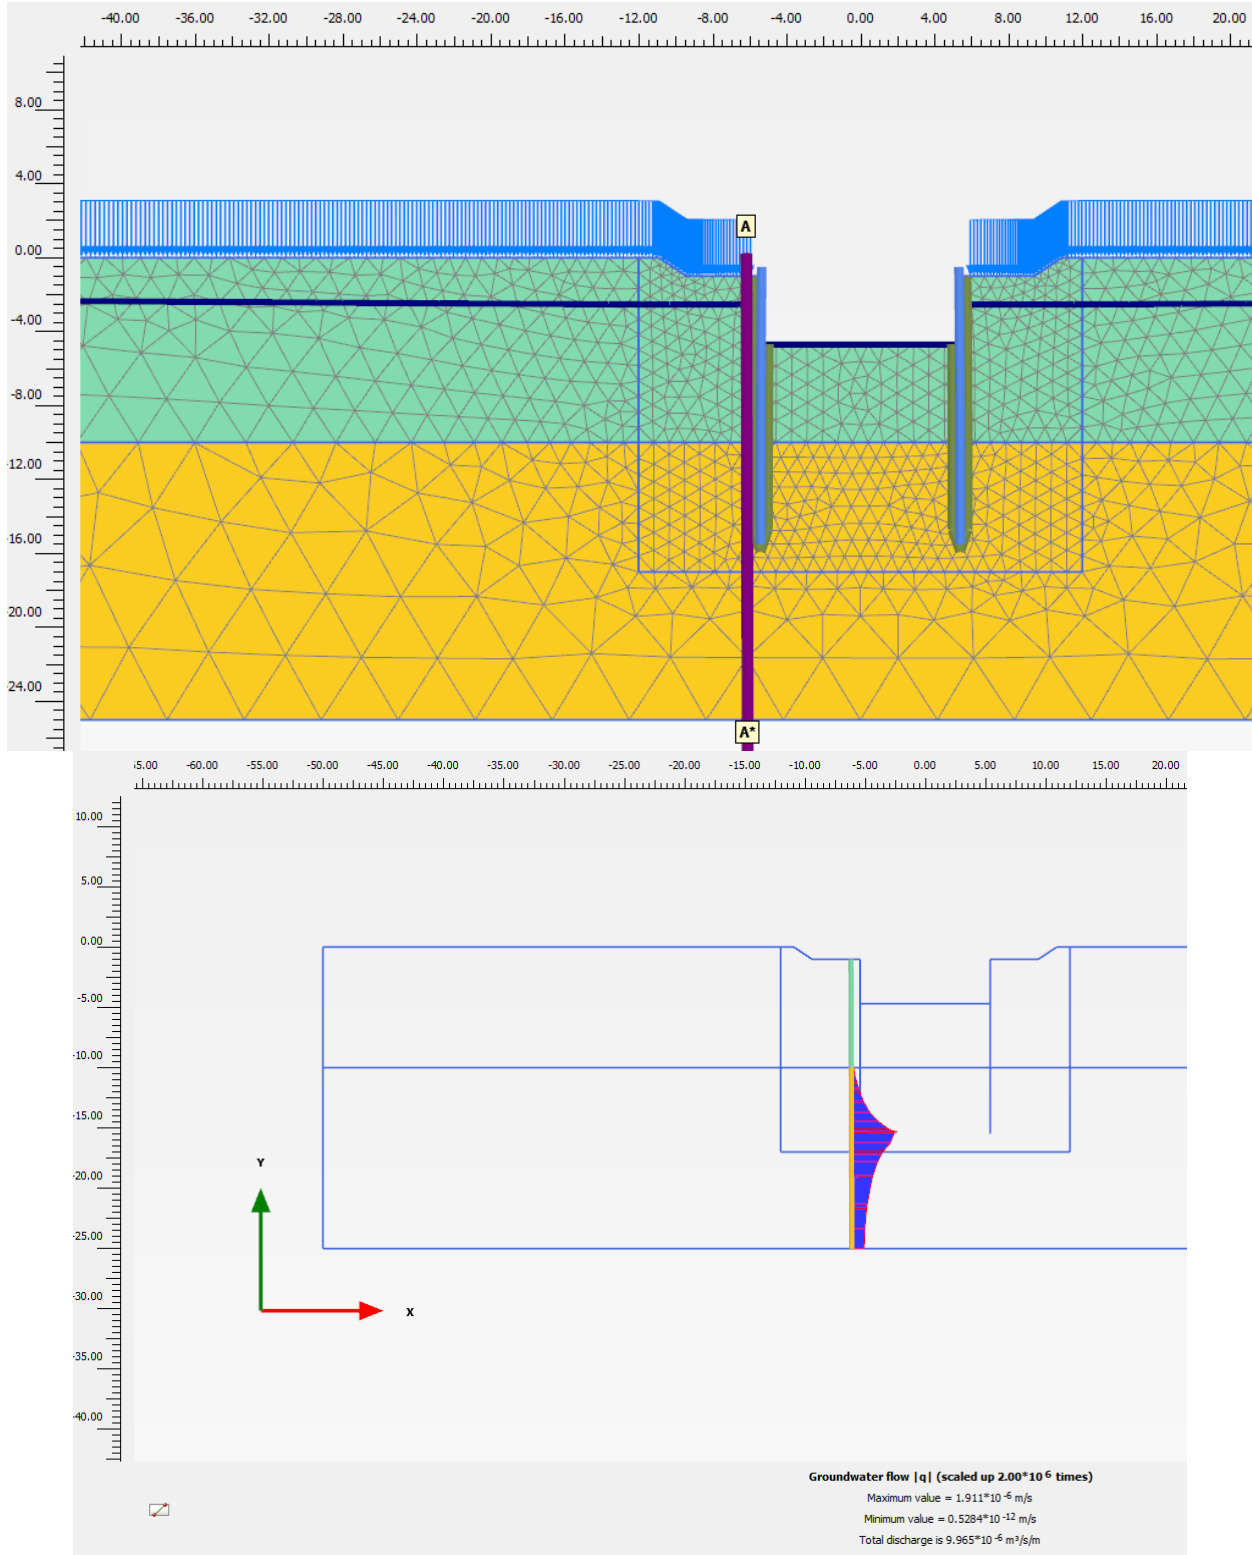 -40.00 -36.00 -32.00 -28.00 -24.00 -20.00 -16.00 -12.00 -8.00 -4.00 0.00 4.00 8.00 12.00 16.00 20.00
8.00
4.00
A
0.00
-4.00
-8.00
12.00
16.00
20.00
24.00
A*
55.00 -60.00 -55.00 -50.00 -45.00 -40.00 -35.00 -30.00 -25.00 -20.00 -15.00 -10.00 -5.00 0.00 5.00 10.00 15.00 20.00
10.00
5.00
0.00
-5.00
10.00
15.00
Y
20.00
25.00
30.00
X
35.00
40.00
Groundwater flow |q| (scaled up 2.00*10 6 times)
Maximum value = 1.911*10 -6 m/s
Minimum value = 0.5284*10 -12 m/s
Total discharge is 9.965*10 -6 m³/s/m